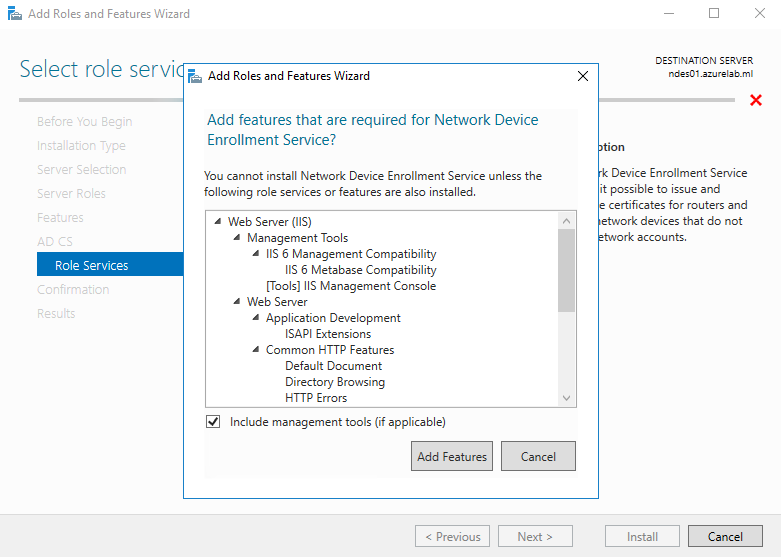 Add Roles and Features Wizard
Select role servic
DESTINATION SERVER
ndes01.azurelab.ml
Before You Begin
Installation Type
Server Selection
Server Roles
Features
AD CS
Role Services
Confirmation
Results
Add Roles and Features Wizard
Add features that are required for Network Device
Enrollment Service?
You cannot install Network Device Enrollment Service unless the
following role services or features are also installed.
Web Server (IIS)
Management Tools
IIS 6 Management Compatibility
IIS 6 Metabase Compatibility
[Tools] IIS Management Console
Web Server
Application Development
ISAPI Extensions
Common HTTP Features
Default Document
Directory Browsing
HTTP Errors
Include management tools (if applicable)
Add Features
Cancel
ption
rk Device Enrollment Service
it possible to issue and
e certificates for routers and
network devices that do not
etwork accounts.
< Previous
Next >
Install
Cancel